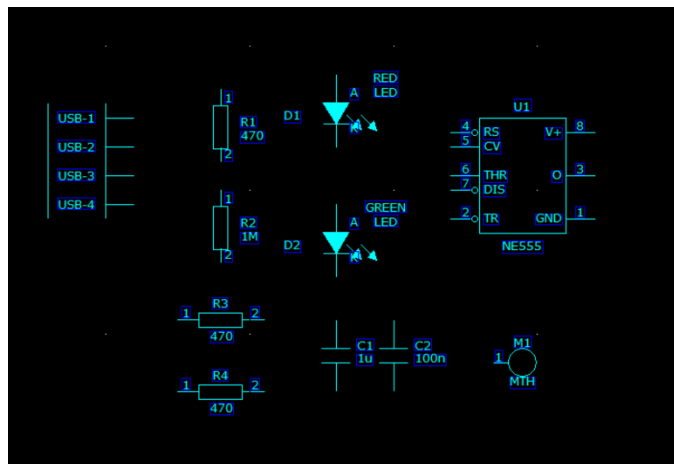 USB-1
USB-2
USB-3
USB-4
1
R1
470
2
1
R2
1M
2
1
R3
2
470
1
R4
2
470
RED
LED
D1
A
K
GREEN
LED
D2
A
K
C1
1u
C2
100n
U1
4
RS
V+
8
5
CV
6
THR
O
3
7
DIS
2
TR
GND
1
NE555
M1
1
MTH